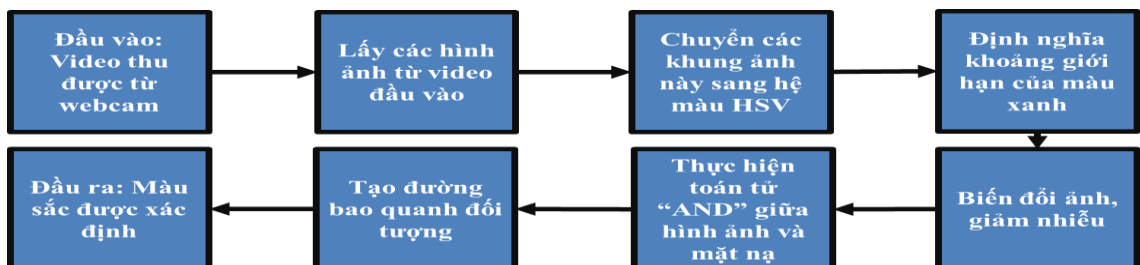 Đầu vào:
Video thu
được từ
webcam
Lấy các hình
ảnh từ video
đầu vào
Chuyển các
khung ảnh
này sang hệ
màu HSV
Định nghĩa
khoảng giới
hạn của màu
xanh
Biến đổi ảnh,
giảm nhiễu
Thực hiện
toán tử
“AND” giữa
hình ảnh và
mặt nạ
Tạo đường
bao quanh đối
tượng
Đầu ra: Màu
sắc được xác
định